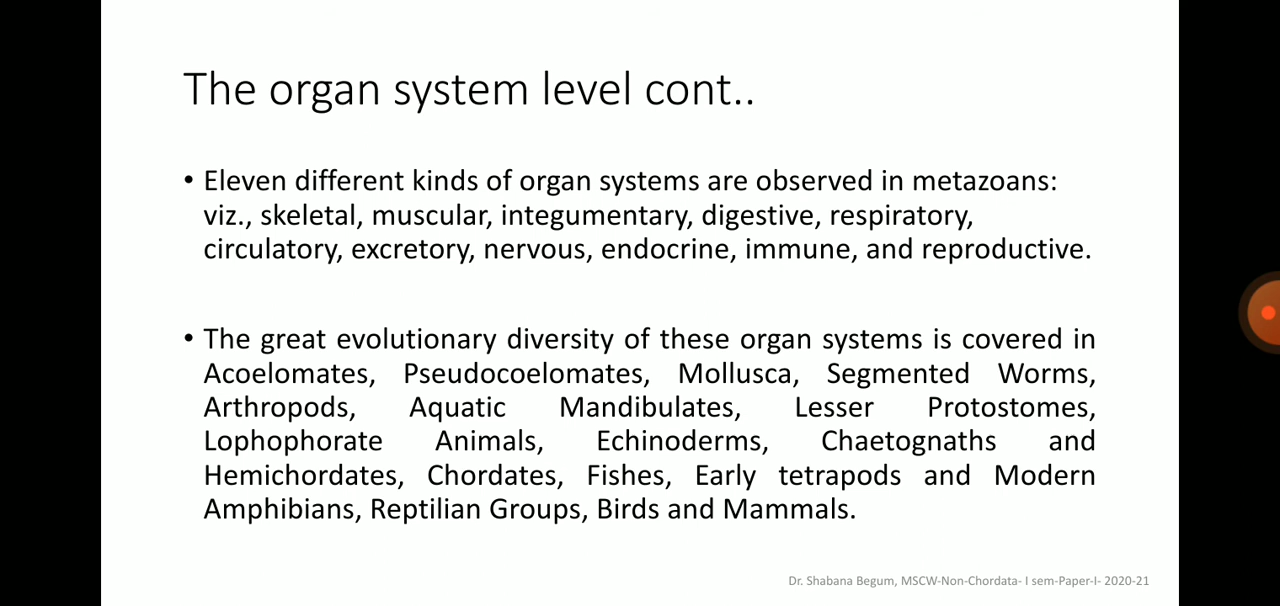 The organ system level cont..
• Eleven different kinds of organ systems are observed in metazoans:
viz., skeletal, muscular, integumentary, digestive, respiratory,
circulatory, excretory, nervous, endocrine, immune, and reproductive.
• The great evolutionary diversity of these organ systems is covered in
Acoelomates, Pseudocoelomates, Mollusca, Segmented Worms,
Arthropods, Aquatic Mandibulates, Lesser Protostomes,
Lophophorate Animals, Echinoderms, Chaetognaths and
Hemichordates, Chordates, Fishes, Early tetrapods and Modern
Amphibians, Reptilian Groups, Birds and Mammals.
Dr. Shabana Begum, MSCW-Non-Chordata- I sem-Paper-I- 2020-21